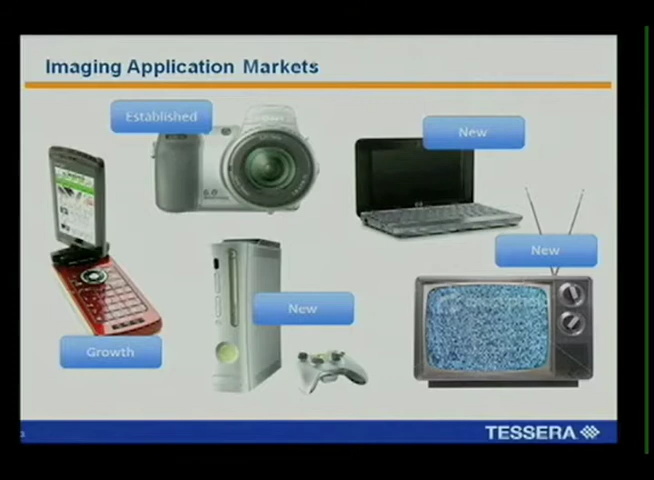 Imaging Application Markets
Established
New
New
New
Growth
TESSERA